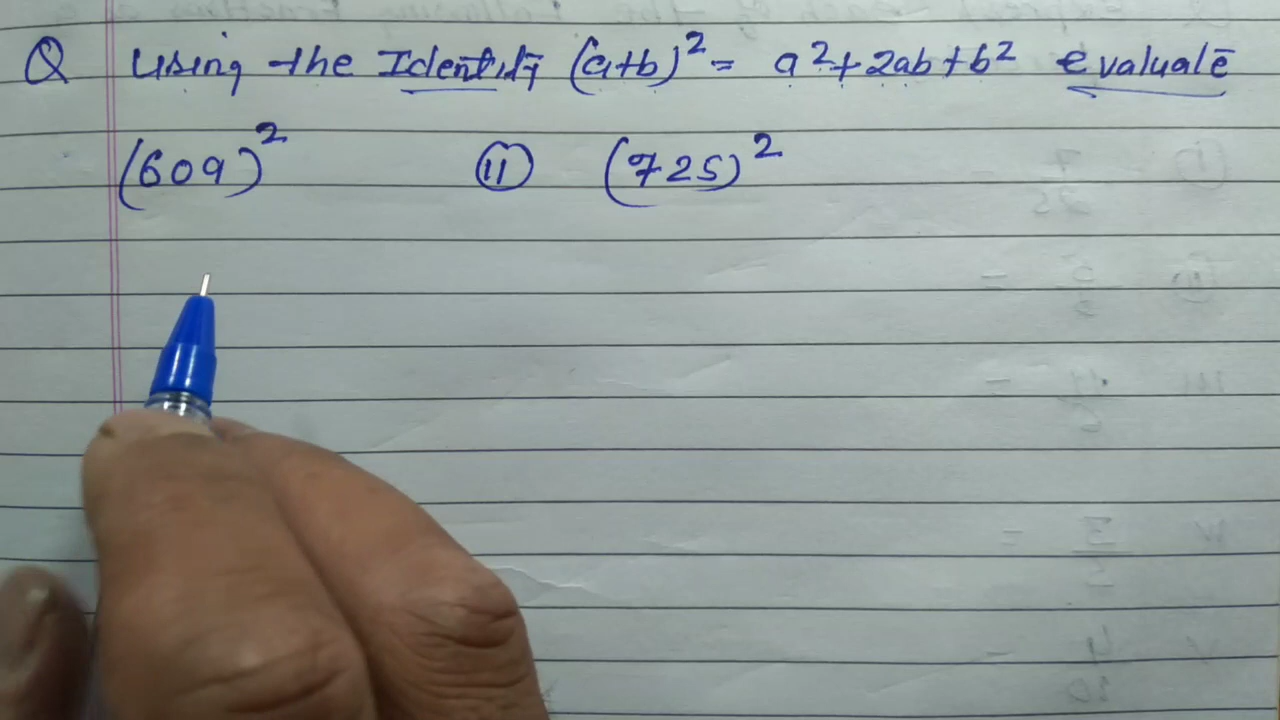 Q Using the Identity (a+b)² = a²+2ab+b² evaluate
(609)² (ii) (725)²